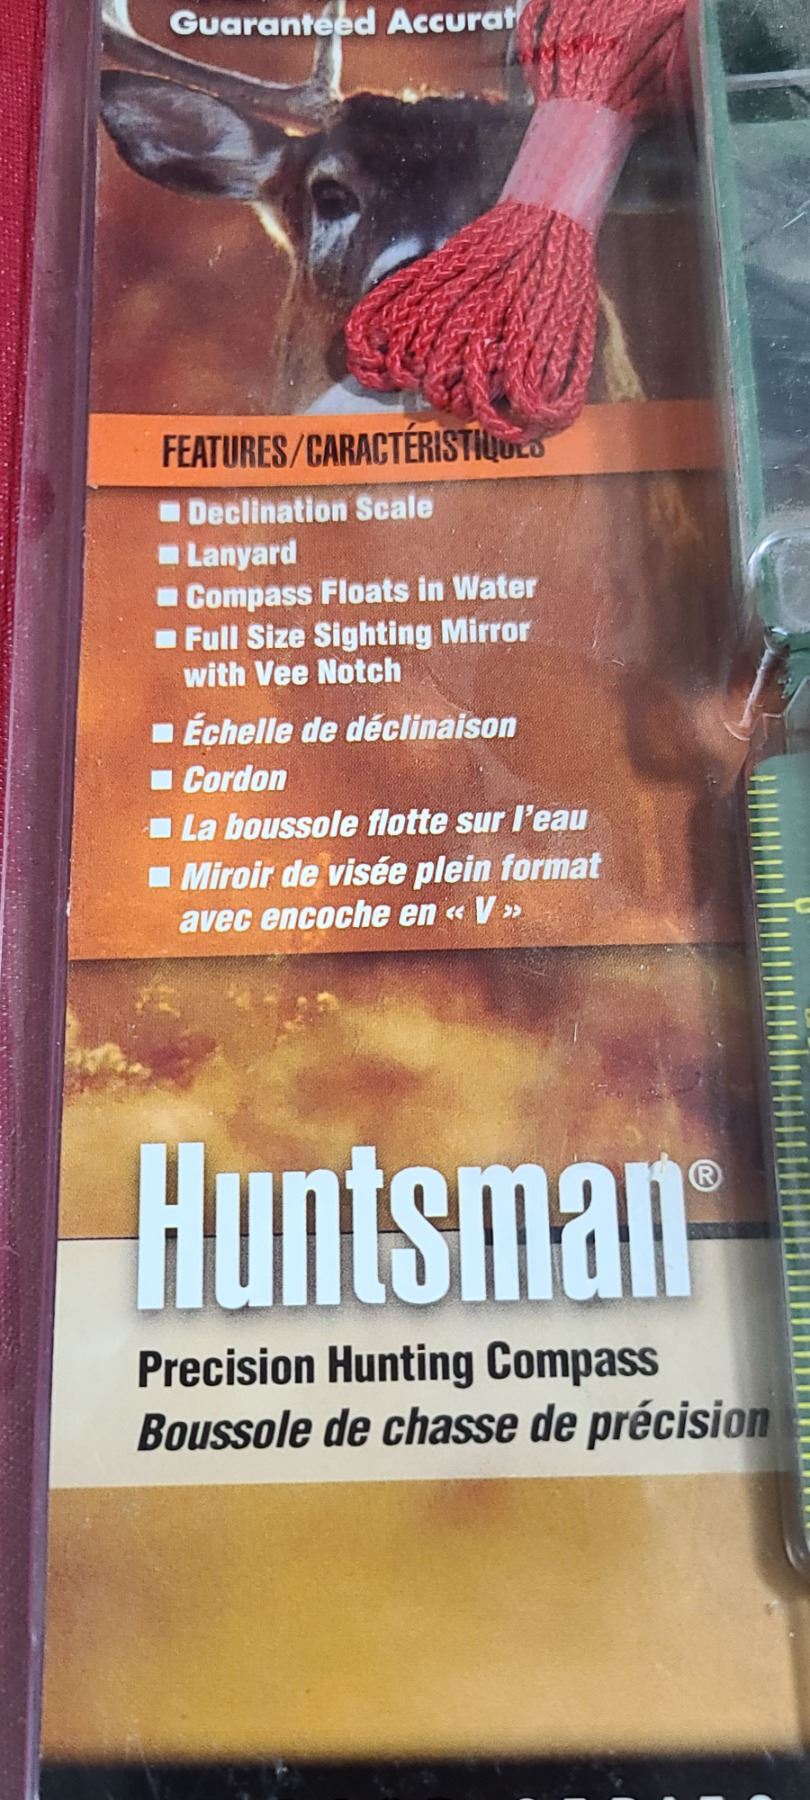 Guaranteed Accurat
FEATURES/CARACTÉRISTIQUES
■ Declination Scale
■ Lanyard
■ Compass Floats in Water
■ Full Size Sighting Mirror
with Vee Notch
■ Échelle de déclinaison
■ Cordon
■ La boussole flotte sur l'eau
■ Miroir de visée plein format
avec encoche en « V »
Huntsman®
Precision Hunting Compass
Boussole de chasse de précision